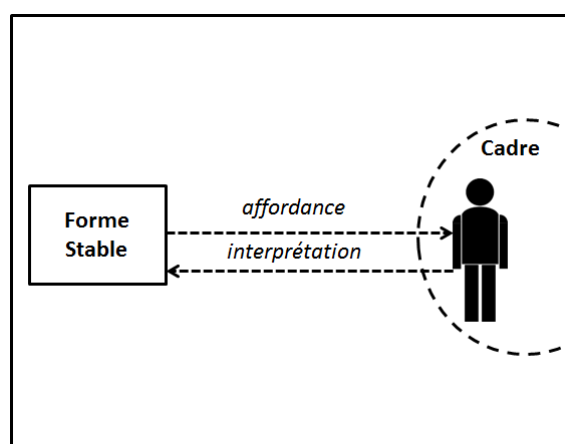 Cadre
affordance
Forme
Stable
interprétation